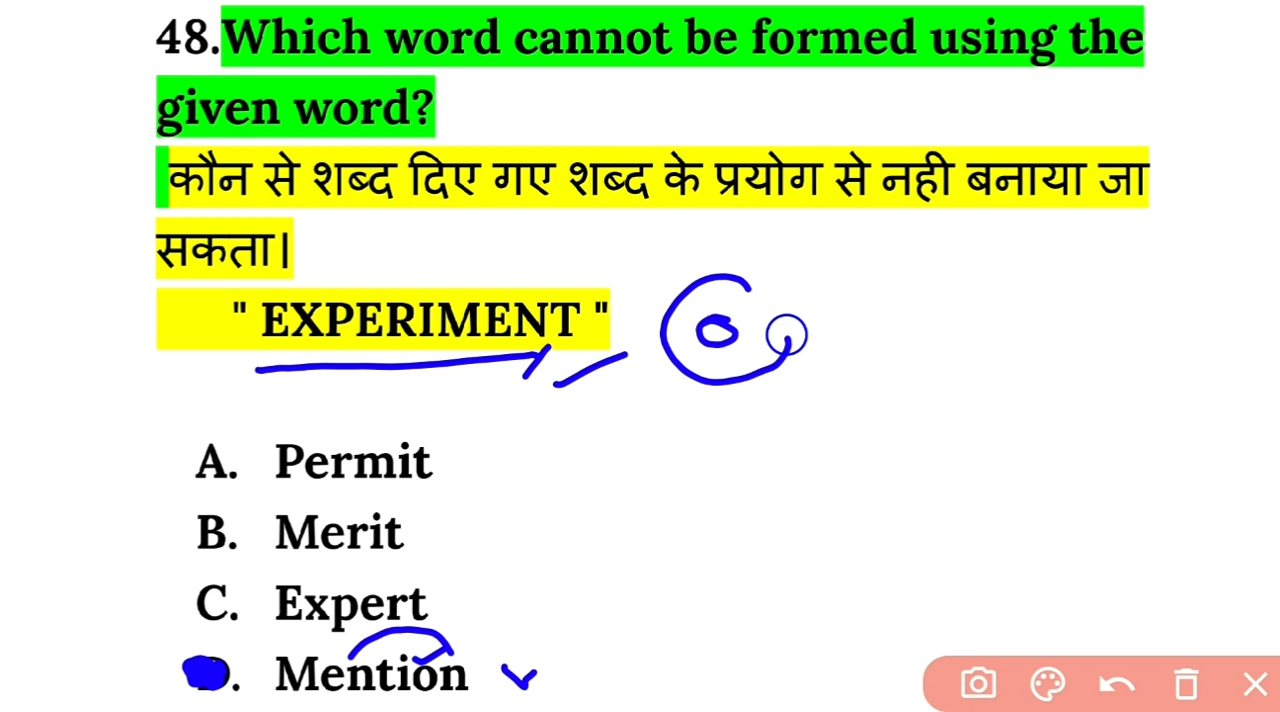 48.Which word cannot be formed using the
given word?
कौन से शब्द दिए गए शब्द के प्रयोग से नही बनाया जा
सकता।
" EXPERIMENT "
o
A. Permit
B. Merit
C. Expert
D. Mention